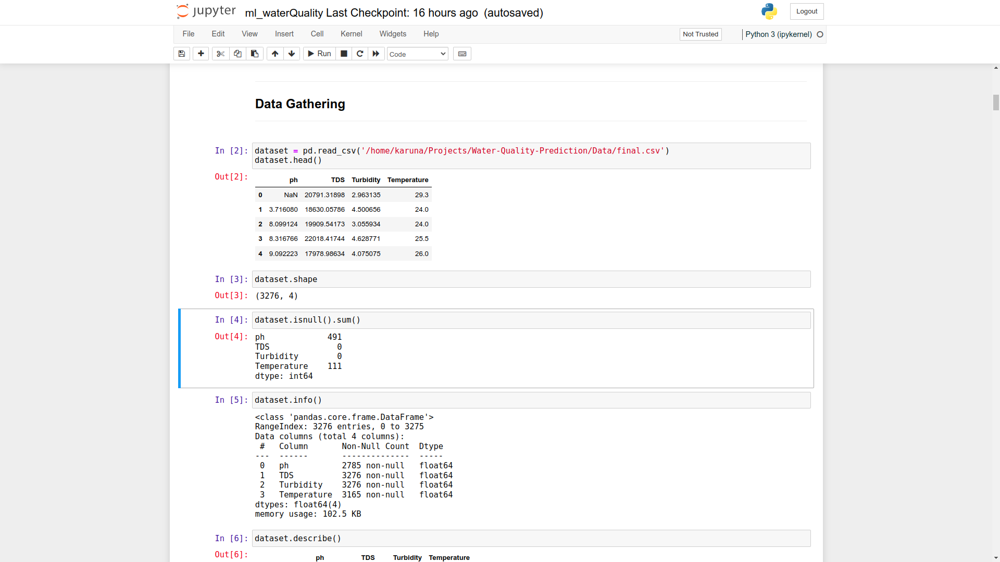 jupyter ml_waterQuality Last Checkpoint: 16 hours ago (autosaved) Logout
File Edit View Insert Cell Kernel Widgets Help Not Trusted Python 3 (ipykernel)
Run Code
Data Gathering
In [2]: dataset = pd.read_csv('/home/karuna/Projects/Water-Quality-Prediction/Data/final.csv')
dataset.head()
Out[2]:
ph TDS Turbidity Temperature
0 NaN 20791.31898 2.963135 29.3
1 3.716080 18630.05786 4.500656 24.0
2 8.099124 19909.54173 3.055934 24.0
3 8.316766 22018.41744 4.628771 25.5
4 9.092223 17978.98634 4.075075 26.0
In [3]: dataset.shape
Out[3]: (3276, 4)
In [4]: dataset.isnull().sum()
Out[4]: ph 491
TDS 0
Turbidity 0
Temperature 111
dtype: int64
In [5]: dataset.info()
<class 'pandas.core.frame.DataFrame'>
RangeIndex: 3276 entries, 0 to 3275
Data columns (total 4 columns):
# Column Non-Null Count Dtype
--- ------ -------------- -----
0 ph 2785 non-null float64
1 TDS 3276 non-null float64
2 Turbidity 3276 non-null float64
3 Temperature 3165 non-null float64
dtypes: float64(4)
memory usage: 102.5 KB
In [6]: dataset.describe()
Out[6]:
ph TDS Turbidity Temperature